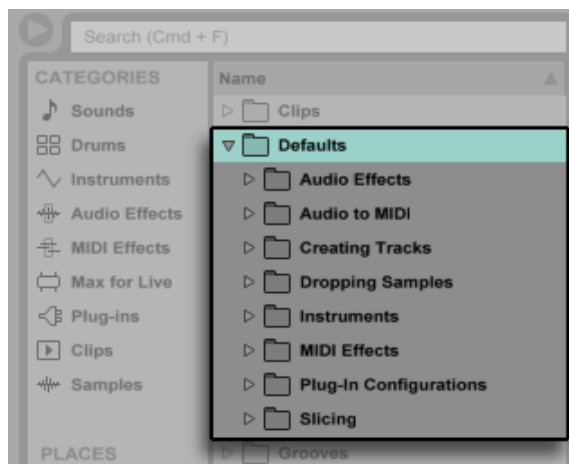 Search (Cmd + F)
CATEGORIES
Sounds
Drums
Instruments
Audio Effects
MIDI Effects
Max for Live
Plug-ins
Clips
Samples
PLACES
Name
Clips
Defaults
Audio Effects
Audio to MIDI
Creating Tracks
Dropping Samples
Instruments
MIDI Effects
Plug-In Configurations
Slicing
Grooves